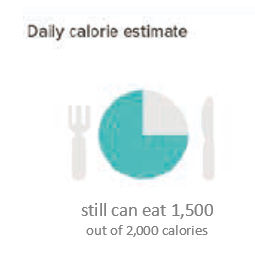 Daily calorie estimate
still can eat 1,500
out of 2,000 calories